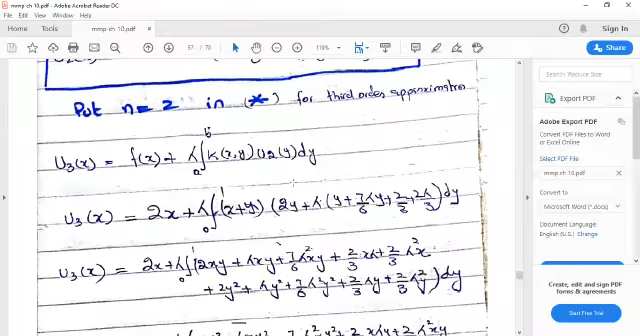 mmp ch 10.pdf - Adobe Acrobat Reader DC
File Edit View Window Help
Home Tools mmp ch 10.pdf ×
37 / 70 110% Share
Put n = 2 in (*) for third order approximation
U₃(x) = f(x) + λ∫ₐᵇ k(x,y) U₂(y) dy
U₃(x) = 2x + λ∫₀¹ (x+y) (2y + λ (y + 7/6 λy + 2/3 + 2λ/3) dy
U₃(x) = 2x + λ∫₀¹ (2xy + λxy + 7/6 λ²xy + 2/3 xλ + 2/3 λ²x
+ 2y² + λy² + 7/6 λ²y² + 2/3 λy + 2/3 λ²y) dy
Search 'Reduce Size'
Export PDF
Adobe Export PDF
Convert PDF Files to Word or Excel Online
Select PDF File
mmp ch 10.pdf ×
Convert to
Microsoft Word (*.docx)
Document Language:
English (U.S.) Change
Create, edit and sign PDF forms & agreements
Start Free Trial